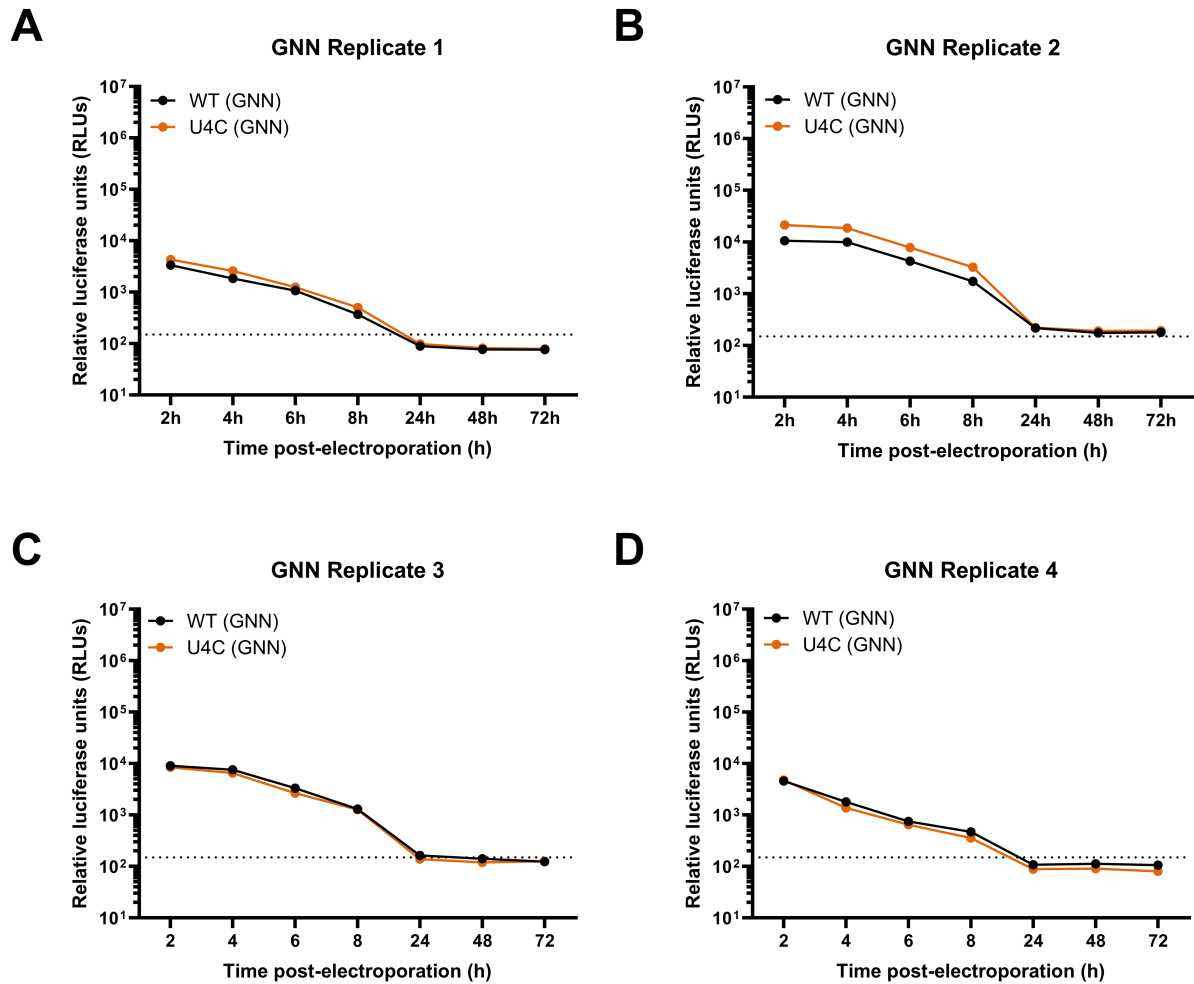 A
GNN Replicate 1
Relative luciferase units (RLUs)
10⁷
10⁶
10⁵
10⁴
10³
10²
10¹
WT (GNN)
U4C (GNN)
2h 4h 6h 8h 24h 48h 72h
Time post-electroporation (h)
B
GNN Replicate 2
Relative luciferase units (RLUs)
10⁷
10⁶
10⁵
10⁴
10³
10²
10¹
WT (GNN)
U4C (GNN)
2h 4h 6h 8h 24h 48h 72h
Time post-electroporation (h)
C
GNN Replicate 3
Relative luciferase units (RLUs)
10⁷
10⁶
10⁵
10⁴
10³
10²
10¹
WT (GNN)
U4C (GNN)
2 4 6 8 24 48 72
Time post-electroporation (h)
D
GNN Replicate 4
Relative luciferase units (RLUs)
10⁷
10⁶
10⁵
10⁴
10³
10²
10¹
WT (GNN)
U4C (GNN)
2 4 6 8 24 48 72
Time post-electroporation (h)